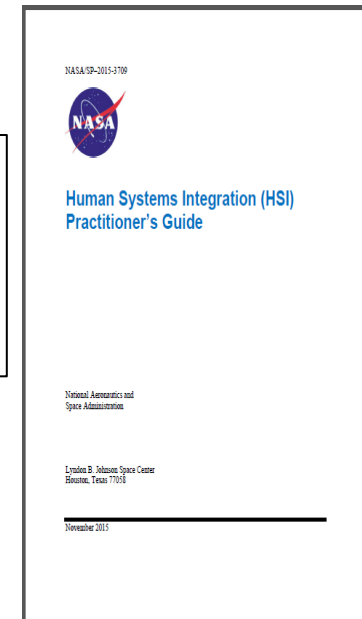 NASA/SP–2015-3709
NASA
Human Systems Integration (HSI)
Practitioner's Guide
National Aeronautics and
Space Administration
Lyndon B. Johnson Space Center
Houston, Texas 77058
November 2015